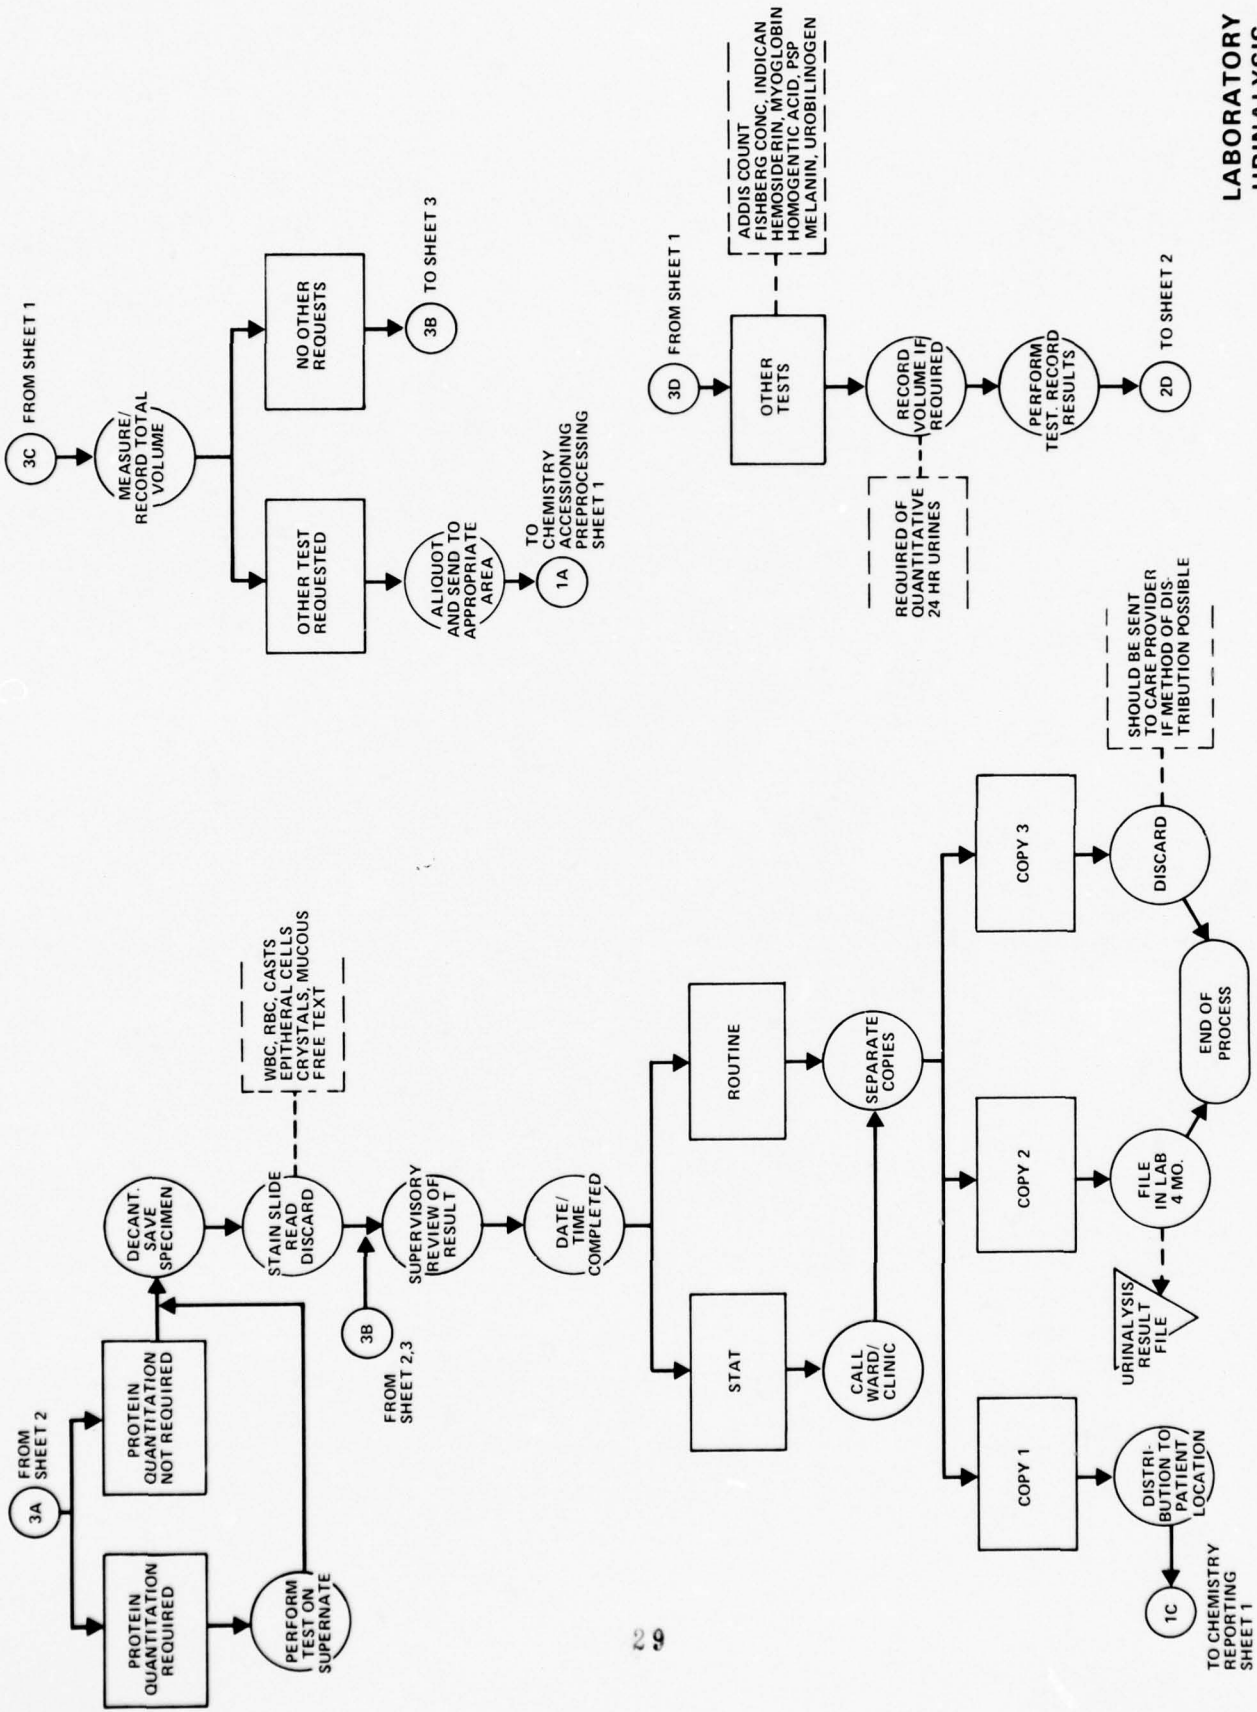 3A
FROM
SHEET 2
PROTEIN
QUANTITATION
REQUIRED
PROTEIN
QUANTITATION
NOT REQUIRED
PERFORM
TEST ON
SUPERNATE
DECANT.
SAVE
SPECIMEN
STAIN SLIDE
READ
DISCARD
WBC, RBC, CASTS
EPITHERAL CELLS
CRYSTALS, MUCOUS
FREE TEXT
3B
FROM
SHEET 2,3
SUPERVISORY
REVIEW OF
RESULT
DATE/
TIME
COMPLETED
STAT
ROUTINE
CALL
WARD/
CLINIC
SEPARATE
COPIES
COPY 1
COPY 2
COPY 3
DISTRI-
BUTION TO
PATIENT
LOCATION
1C
TO CHEMISTRY
REPORTING
SHEET 1
FILE
IN LAB
4 MO.
URINALYSIS
RESULT
FILE
DISCARD
SHOULD BE SENT
TO CARE PROVIDER
IF METHOD OF DIS-
TRIBUTION POSSIBLE
END OF
PROCESS
3C
FROM SHEET 1
MEASURE/
RECORD TOTAL
VOLUME
OTHER TEST
REQUESTED
NO OTHER
REQUESTS
ALIQUOT
AND SEND TO
APPROPRIATE
AREA
1A
TO
CHEMISTRY
ACCESSIONING
PREPROCESSING
SHEET 1
3B
TO SHEET 3
3D
FROM SHEET 1
OTHER
TESTS
ADDIS COUNT
FISHBERG CONC, INDICAN
HEMOSIDERIN, MYOGLOBIN
HOMOGENTIC ACID, PSP
MELANIN, UROBILINOGEN
RECORD
VOLUME IF
REQUIRED
REQUIRED OF
QUANTITATIVE
24 HR URINES
PERFORM
TEST. RECORD
RESULTS
2D
TO SHEET 2
LABORATORY
URINALYSIS
29